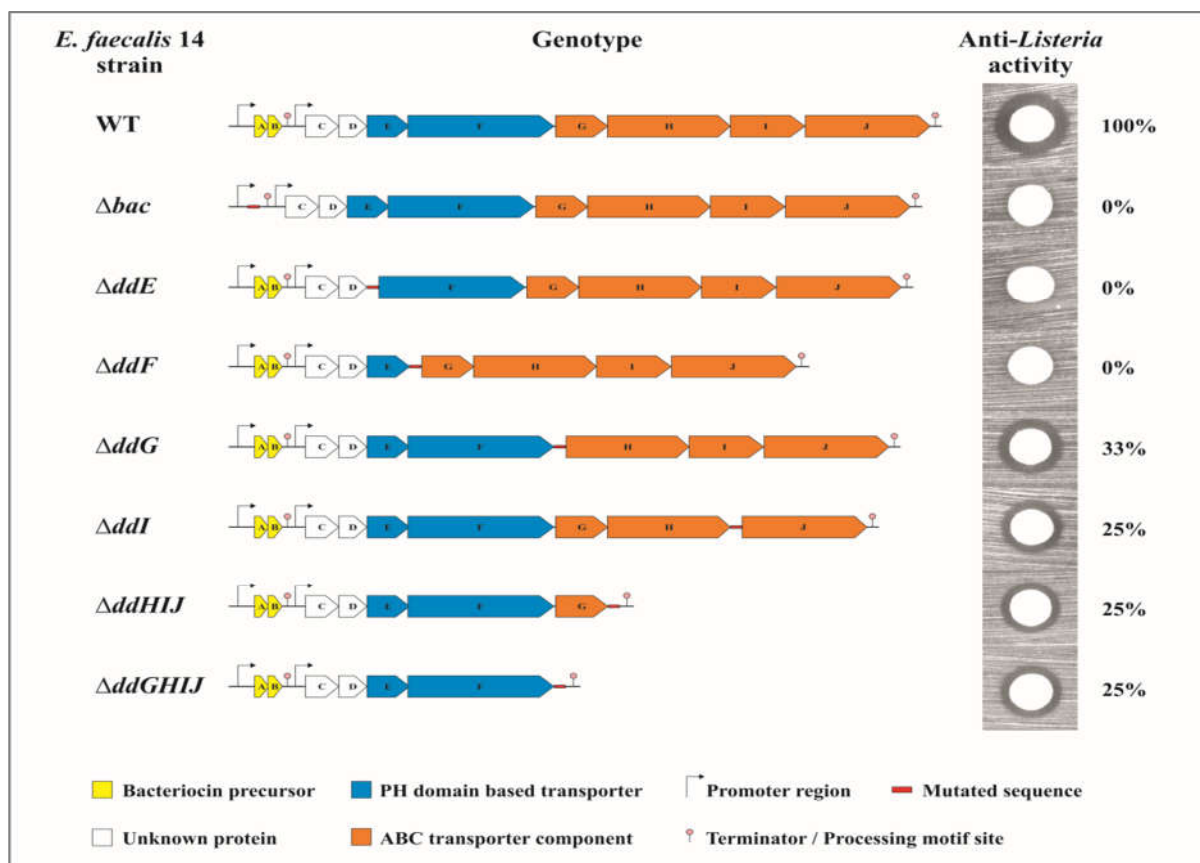 E. faecalis 14 strain Genotype Anti-Listeria activity
WT A B C D E F G H I J 100%
Δbac C D E F G H I J 0%
ΔddE A B C D F G H I J 0%
ΔddF A B C D E G H I J 0%
ΔddG A B C D E F H I J 33%
ΔddI A B C D E F G H J 25%
ΔddHIJ A B C D E F G 25%
ΔddGHIJ A B C D E F 25%
Bacteriocin precursor PH domain based transporter Promoter region Mutated sequence
Unknown protein ABC transporter component Terminator / Processing motif site